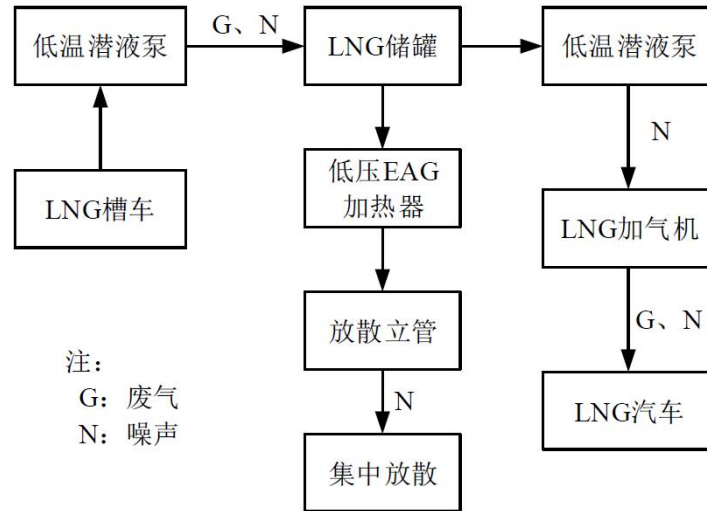 G、N
低温潜液泵
LNG储罐
低温潜液泵
N
低压EAG
加热器
LNG槽车
LNG加气机
放散立管
G、N
注：
G：废气
N
LNG汽车
N：噪声
集中放散